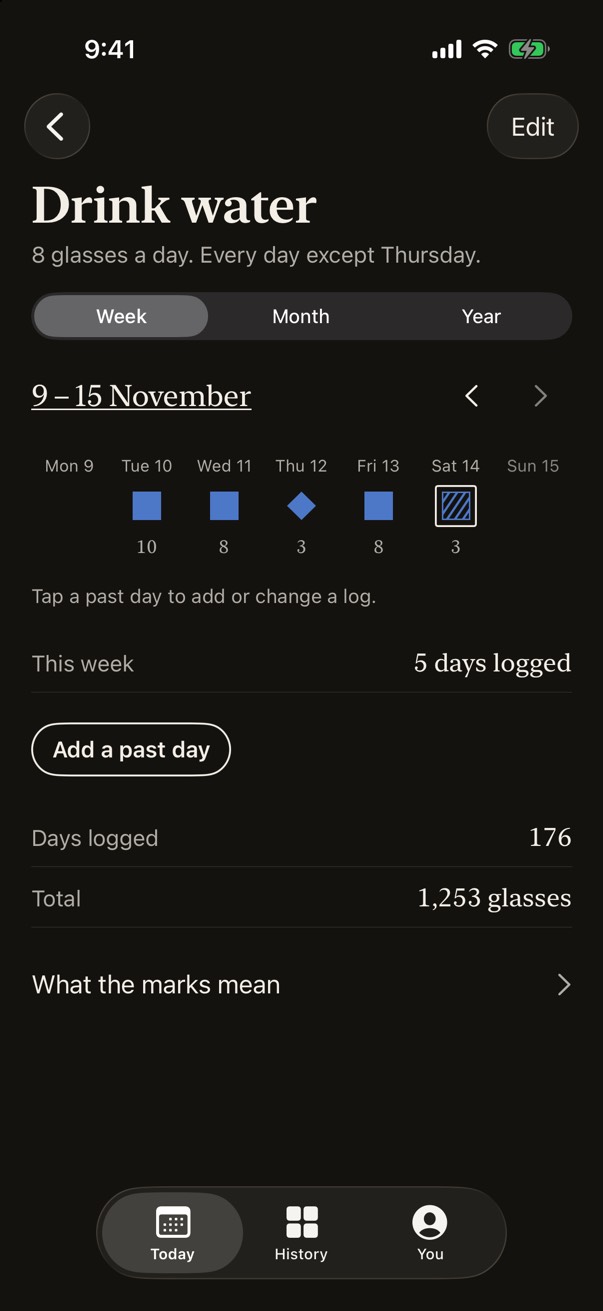 9:41
Edit
Drink water
8 glasses a day. Every day except Thursday.
Week Month Year
9 – 15 November
Mon 9 Tue 10 Wed 11 Thu 12 Fri 13 Sat 14 Sun 15
10 8 3 8 3
Tap a past day to add or change a log.
This week 5 days logged
Add a past day
Days logged 176
Total 1,253 glasses
What the marks mean
Today History You